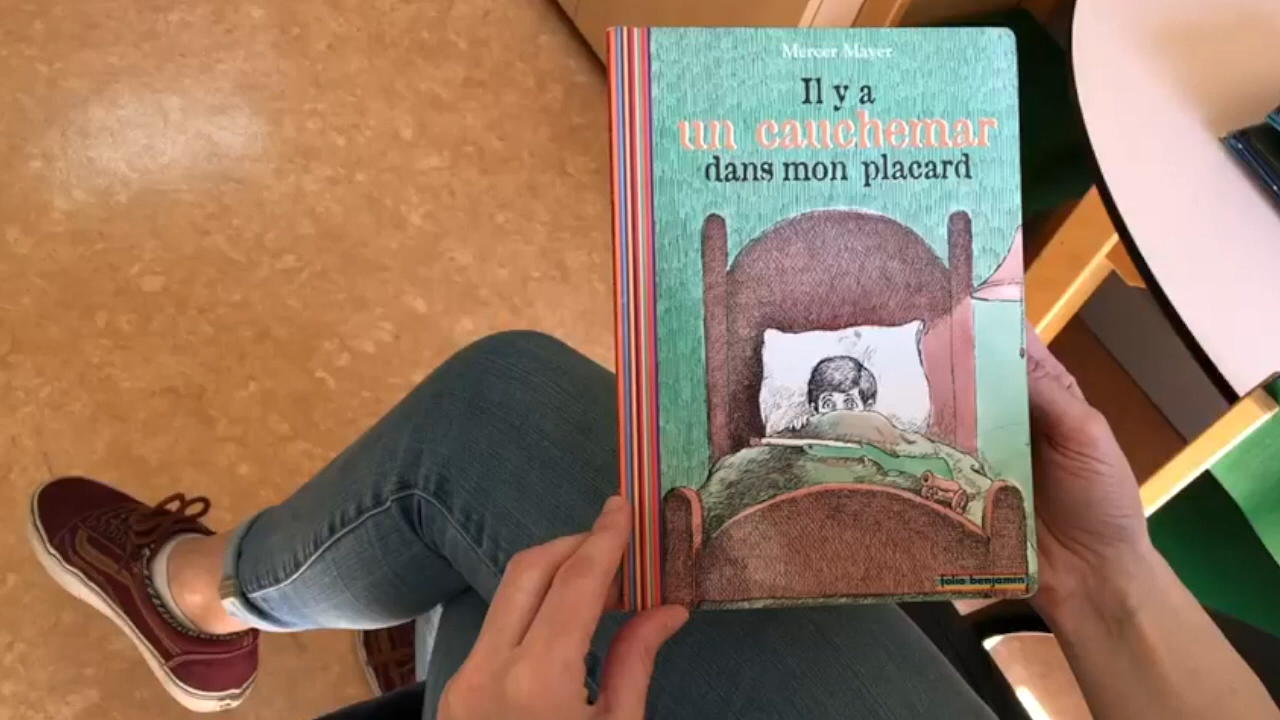 Mercer Mayer
Il y a
un cauchemar
dans mon placard
folio benjamin